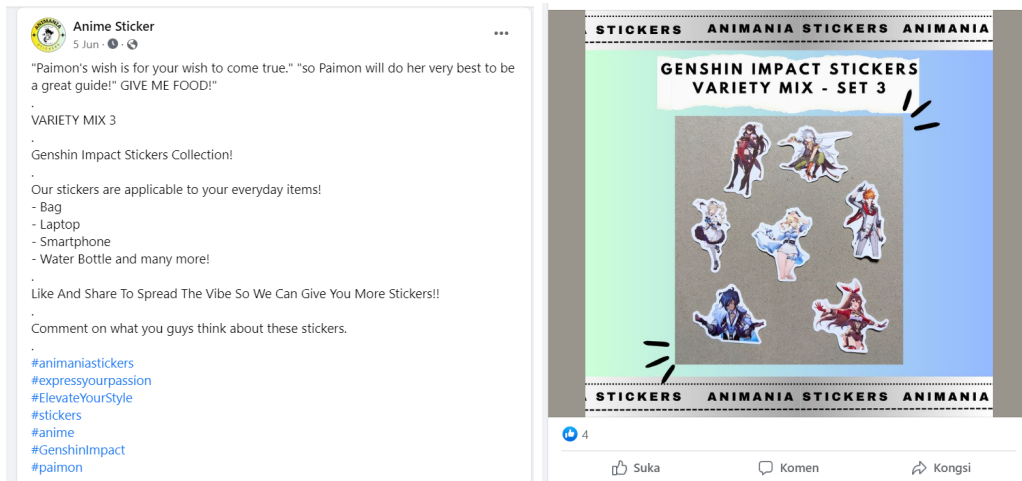 Anime Sticker
5 Jun ·
"Paimon's wish is for your wish to come true." "so Paimon will do her very best to be
a great guide!" GIVE ME FOOD!"
.
VARIETY MIX 3
.
Genshin Impact Stickers Collection!
.
Our stickers are applicable to your everyday items!
- Bag
- Laptop
- Smartphone
- Water Bottle and many more!
.
Like And Share To Spread The Vibe So We Can Give You More Stickers!!
.
Comment on what you guys think about these stickers.
.
#animaniastickers
#expressyourpassion
#ElevateYourStyle
#stickers
#anime
#GenshinImpact
#paimon
ANIMANIA
STICKERS
A STICKERS ANIMANIA STICKERS ANIMANIA
GENSHIN IMPACT STICKERS
VARIETY MIX - SET 3
A STICKERS ANIMANIA STICKERS ANIMANIA
4
Suka Komen Kongsi